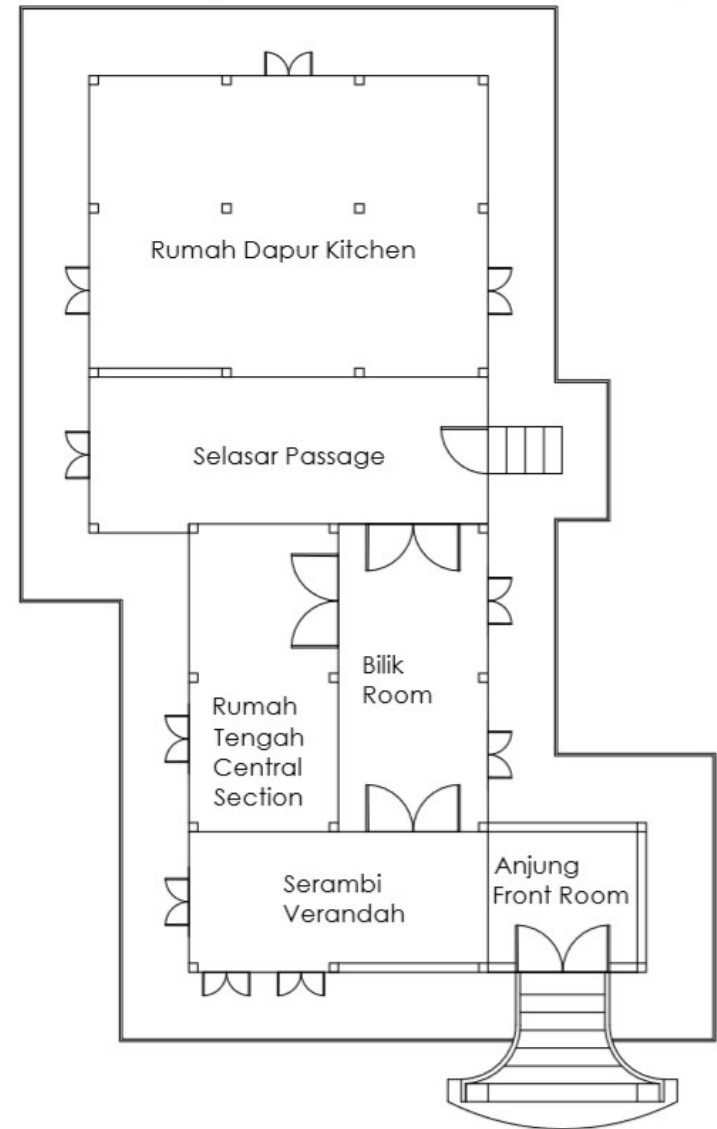 Rumah Dapur Kitchen
Selasar Passage
Bilik
Room
Rumah
Tengah
Central
Section
Serambi
Verandah
Anjung
Front Room